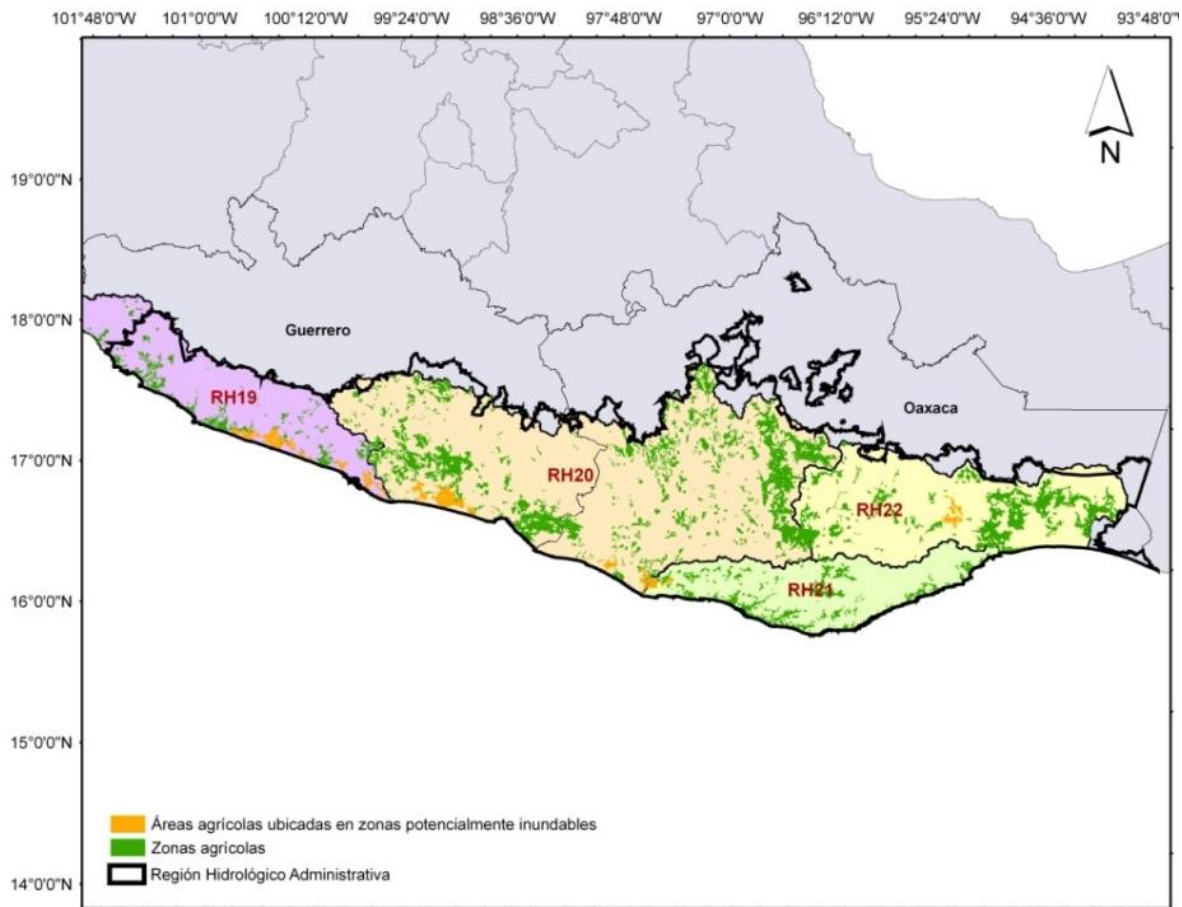 101°48'0"W 101°0'0"W 100°12'0"W 99°24'0"W 98°36'0"W 97°48'0"W 97°0'0"W 96°12'0"W 95°24'0"W 94°36'0"W 93°48'0"W
N
19°0'0"N
18°0'0"N
Guerrero
Oaxaca
RH19
17°0'0"N
RH20
RH22
16°0'0"N
RH21
15°0'0"N
Áreas agrícolas ubicadas en zonas potencialmente inundables
Zonas agrícolas
Región Hidrológico Administrativa
14°0'0"N